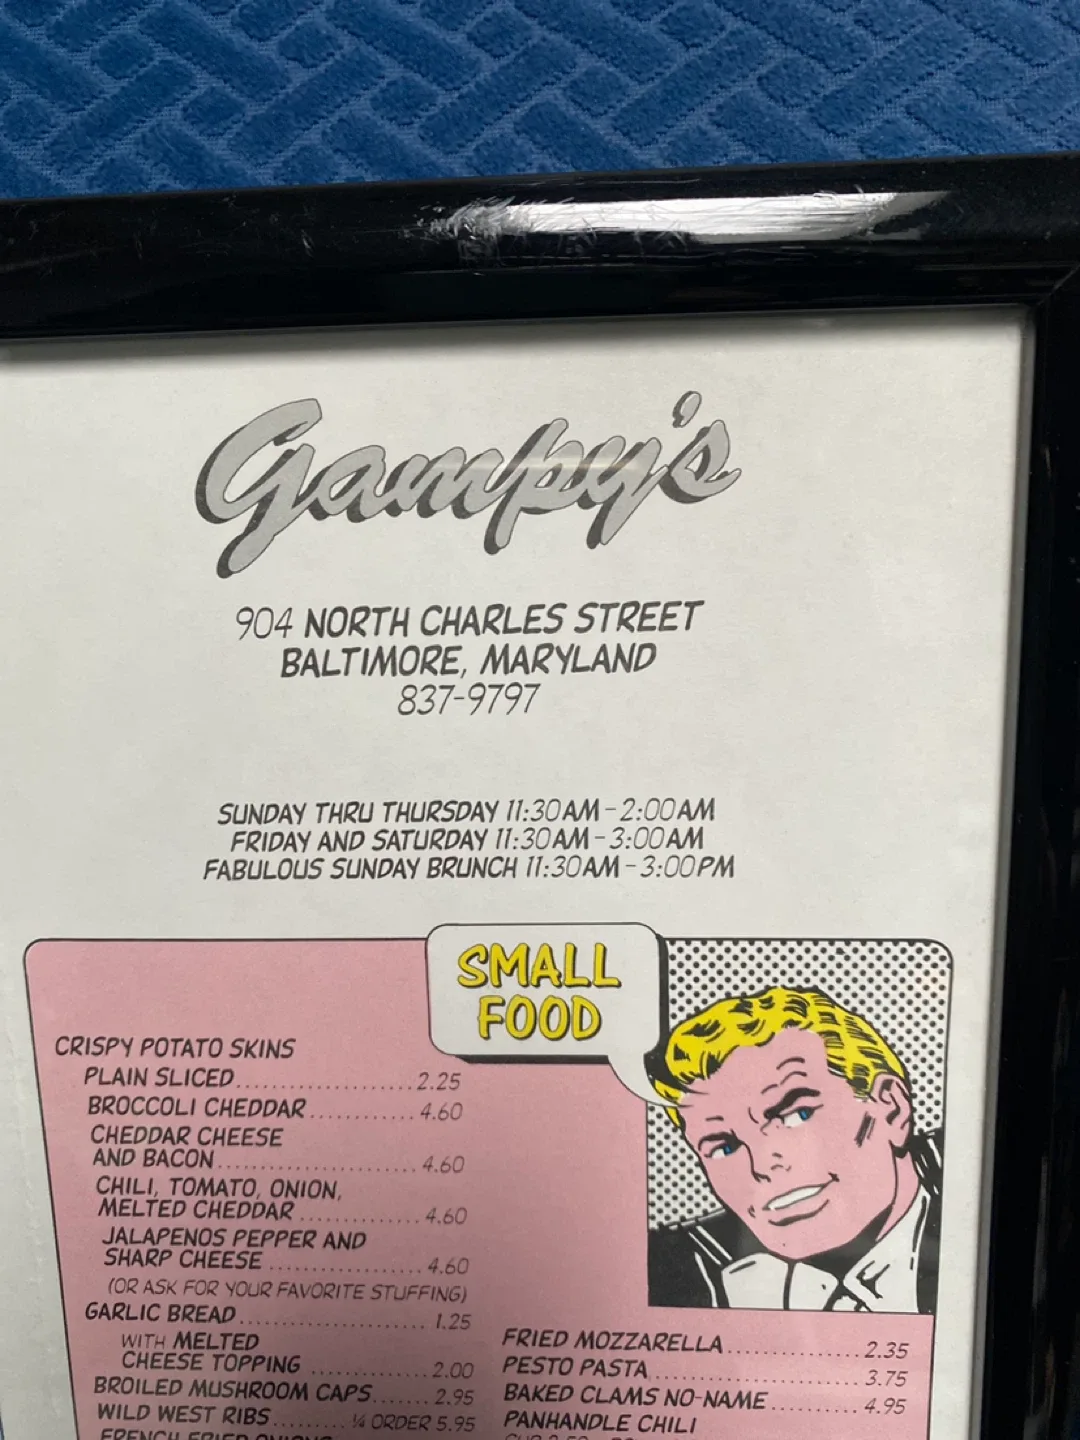 Gampy's
904 NORTH CHARLES STREET
BALTIMORE, MARYLAND
837-9797
SUNDAY THRU THURSDAY 11:30AM-2:00AM
FRIDAY AND SATURDAY 11:30AM-3:00AM
FABULOUS SUNDAY BRUNCH 11:30AM-3:00PM
SMALL
FOOD
CRISPY POTATO SKINS
PLAIN SLICED....................2.25
BROCCOLI CHEDDAR............4.60
CHEDDAR CHEESE
AND BACON......................4.60
CHILI, TOMATO, ONION,
MELTED CHEDDAR .............4.60
JALAPENOS PEPPER AND
SHARP CHEESE .................4.60
(OR ASK FOR YOUR FAVORITE STUFFING)
GARLIC BREAD......................1.25
WITH MELTED
CHEESE TOPPING .............2.00
BROILED MUSHROOM CAPS.......2.95
WILD WEST RIBS........¼ ORDER 5.95
FRENCH FRIED ONIONS
FRIED MOZZARELLA...............2.35
PESTO PASTA........................3.75
BAKED CLAMS NO-NAME..........4.95
PANHANDLE CHILI